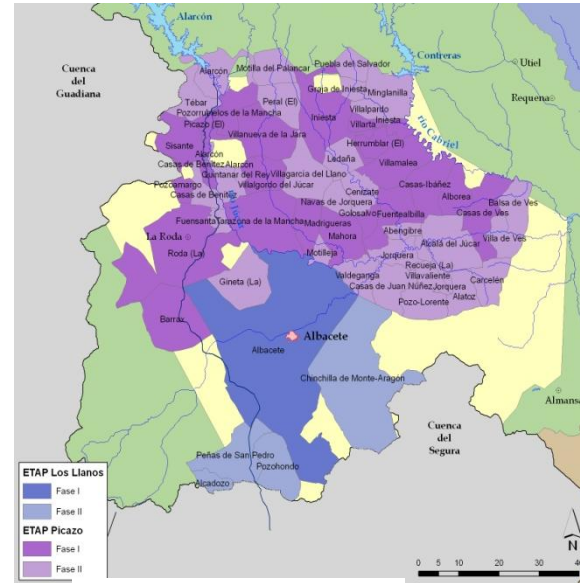 Alarcón
Cuenca
del
Guadiana
Alarcón
Motilla del Palancar
Puebla del Salvador
Contreras
Utiel
Graja de Iniesta
Minglanilla
Requena
Tébar
Peral (El)
Pozorrubielos de la Mancha
Villalpardo
Iniesta
Iniesta
río Cabriel
Picazo (El)
Villarta
Villanueva de la Jara
Herrumblar (El)
Sisante
Alarcón
Ledaña
Casas de Benítez
Alarcón
Villamalea
Quintanar del Rey
Villagarcía del Llano
Pozoamargo
Villalgordo del Júcar
Cenizate
Casas-Ibáñez
Casas de Benítez
Navas de Jorquera
Alborea
Balsa de Ves
Golosalvo
Fuentealbilla
Casas de Ves
Fuensanta
Tarazona de la Mancha
Madrigueras
Abengibre
La Roda
Mahora
Alcalá del Júcar
Villa de Ves
Roda (La)
Motilleja
Jorquera
Recueja (La)
Valdeganga
Villavaliente
Carcelén
Gineta (La)
Casas de Juan Núñez
Jorquera
Alatoz
Pozo-Lorente
Barrax
Albacete
Albacete
Chinchilla de Monte-Aragón
Almansa
Cuenca
del
Segura
Peñas de San Pedro
Pozohondo
Alcadozo
ETAP Los Llanos
Fase I
Fase II
ETAP Picazo
Fase I
Fase II
N
0 5 10 20 30 40